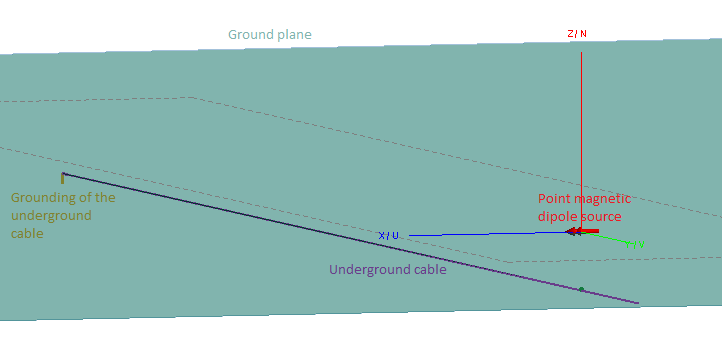 Ground plane
Z/N
Point magnetic
dipole source
Grounding of the
underground
cable
X/U
Underground cable